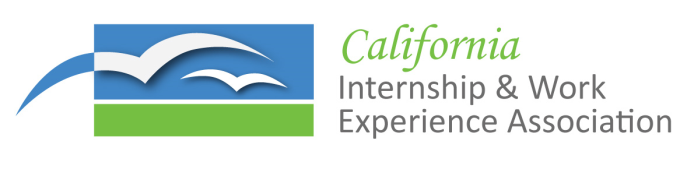 California
Internship & Work
Experience Association